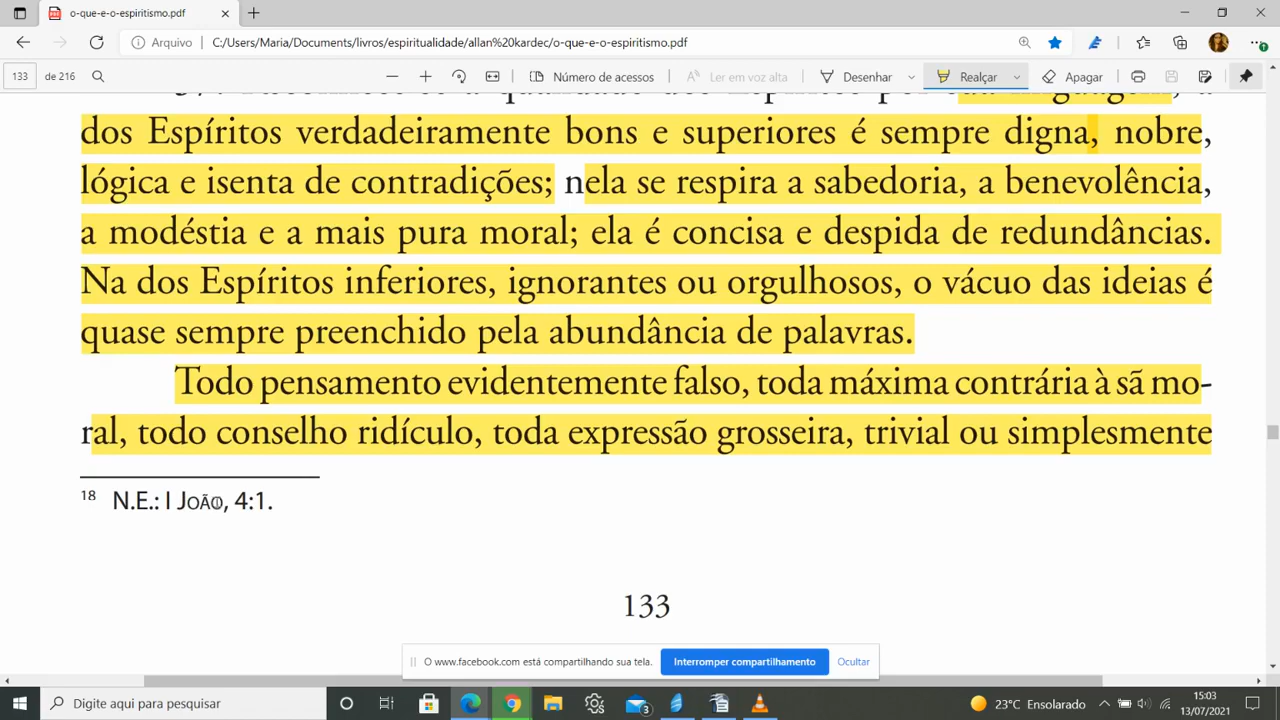 o-que-e-o-espiritismo.pdf
Arquivo C:/Users/Maria/Documents/livros/espiritualidade/allan%20kardec/o-que-e-o-espiritismo.pdf
133 de 216 Número de acessos Ler em voz alta Desenhar Realçar Apagar
dos Espíritos verdadeiramente bons e superiores é sempre digna, nobre,
lógica e isenta de contradições; nela se respira a sabedoria, a benevolência,
a modéstia e a mais pura moral; ela é concisa e despida de redundâncias.
Na dos Espíritos inferiores, ignorantes ou orgulhosos, o vácuo das ideias é
quase sempre preenchido pela abundância de palavras.
Todo pensamento evidentemente falso, toda máxima contrária à sã mo-
ral, todo conselho ridículo, toda expressão grosseira, trivial ou simplesmente
18 N.E.: I João, 4:1.
133
O www.facebook.com está compartilhando sua tela. Interromper compartilhamento Ocultar
Digite aqui para pesquisar 3 23°C Ensolarado 15:03
13/07/2021